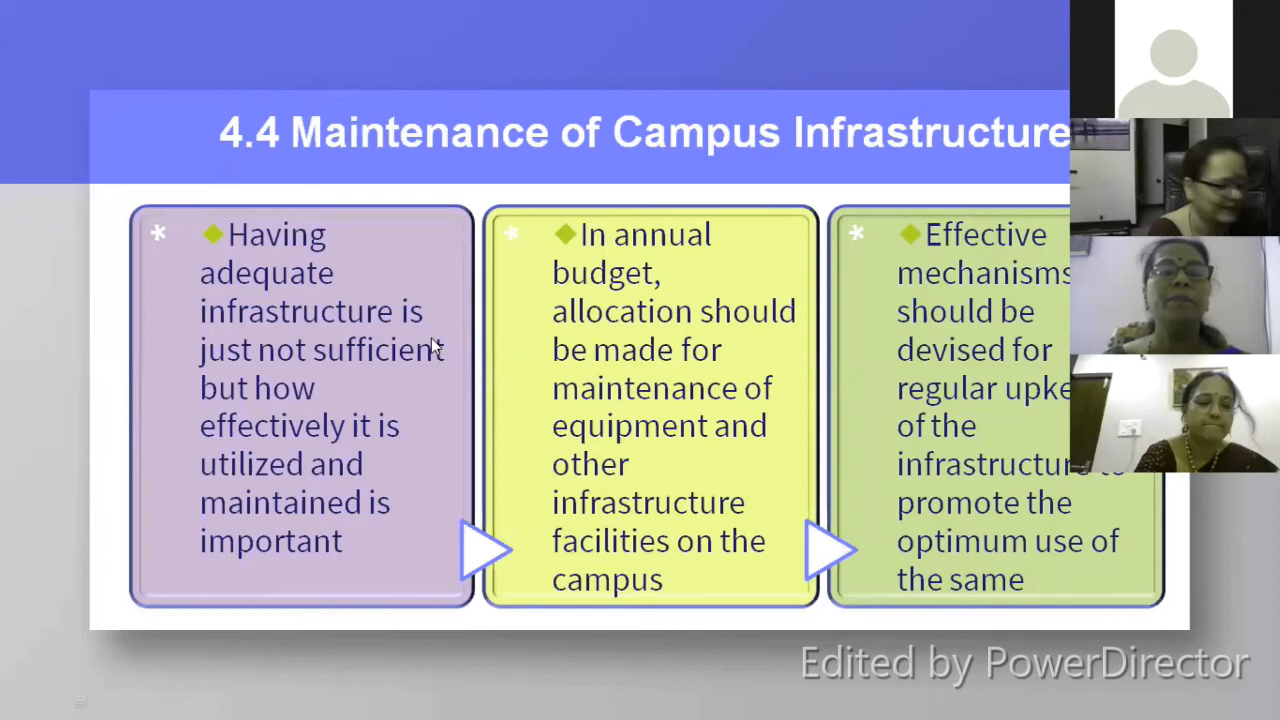 4.4 Maintenance of Campus Infrastructure
* ◆Having
adequate
infrastructure is
just not sufficient
but how
effectively it is
utilized and
maintained is
important
* ◆In annual
budget,
allocation should
be made for
maintenance of
equipment and
other
infrastructure
facilities on the
campus
* ◆Effective
mechanisms
should be
devised for
regular
of the
promote the
optimum use of
the same
Edited by PowerDirector